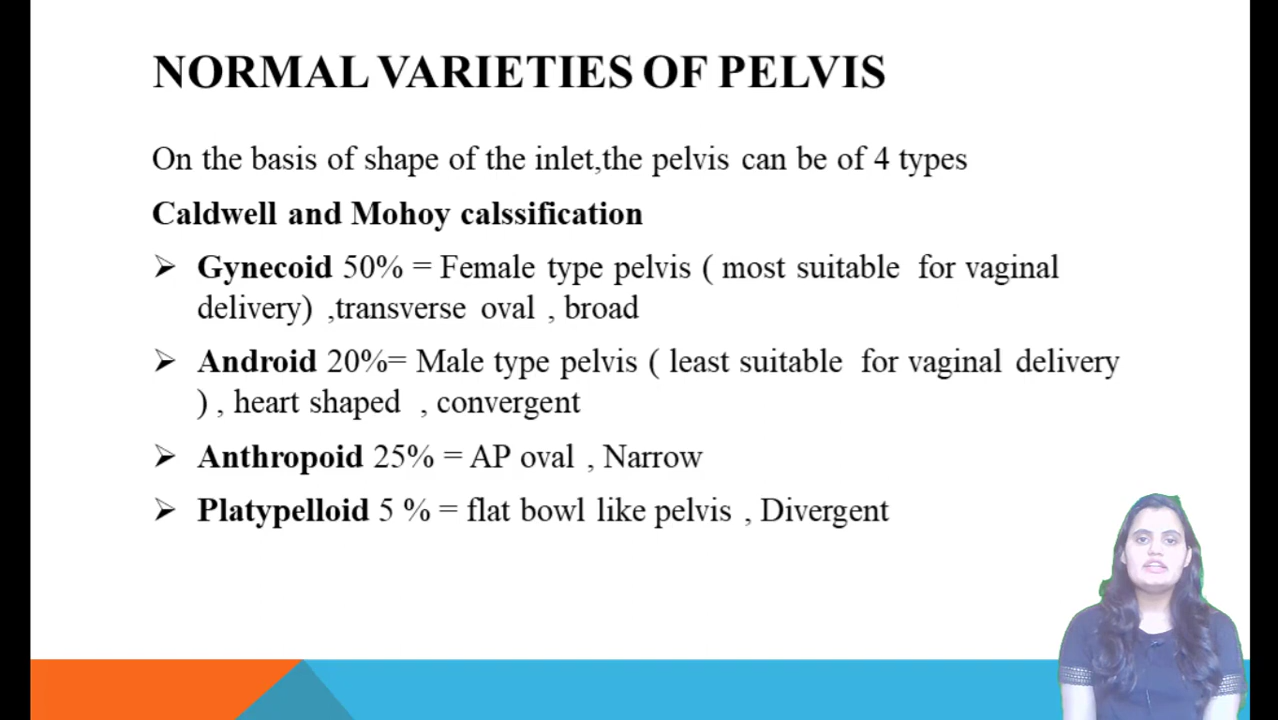 NORMAL VARIETIES OF PELVIS
On the basis of shape of the inlet,the pelvis can be of 4 types
Caldwell and Mohoy calssification
➢ Gynecoid 50% = Female type pelvis ( most suitable for vaginal
delivery) ,transverse oval , broad
➢ Android 20%= Male type pelvis ( least suitable for vaginal delivery
) , heart shaped , convergent
➢ Anthropoid 25% = AP oval , Narrow
➢ Platypelloid 5 % = flat bowl like pelvis , Divergent